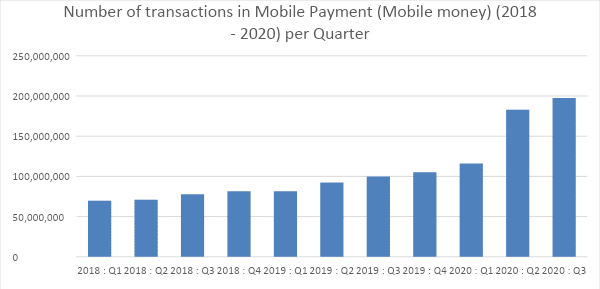 Number of transactions in Mobile Payment (Mobile money) (2018
- 2020) per Quarter
250,000,000
200,000,000
150,000,000
100,000,000
50,000,000
0
2018 : Q1 2018 : Q2 2018 : Q3 2018 : Q4 2019 : Q1 2019 : Q2 2019 : Q3 2019 : Q4 2020 : Q1 2020 : Q2 2020 : Q3